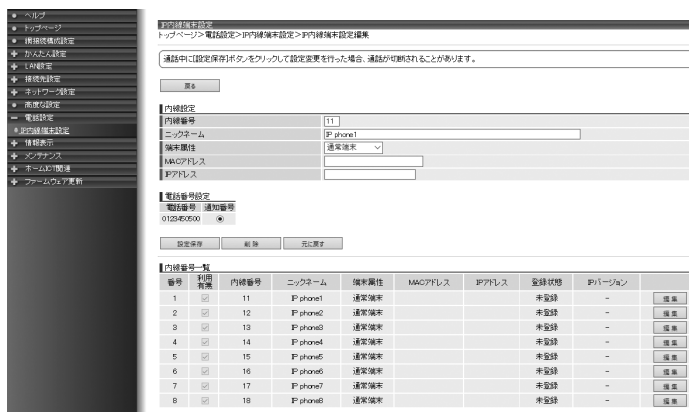 ヘルプ
トップページ
現接続構成設定
かんたん設定
LAN設定
接続先設定
ネットワーク設定
高度な設定
電話設定
IP内線端末設定
情報表示
メンテナンス
ホームIOT関連
ファームウェア更新
IP内線端末設定
トップページ>電話設定>IP内線端末設定>IP内線端末設定編集
通話中に[設定保存]ボタンをクリックして設定変更を行った場合、通話が切断されることがあります。
戻る
内線設定
内線番号 11
ニックネーム IP phone1
端末属性 通常端末
MACアドレス
IPアドレス
電話番号設定
電話番号 通知番号
0123450500
設定保存 削除 元に戻す
内線番号一覧
番号 利用有無 内線番号 ニックネーム 端末属性 MACアドレス IPアドレス 登録状態 IPバージョン
1 11 IP phone1 通常端末 未登録 - 編集
2 12 IP phone2 通常端末 未登録 - 編集
3 13 IP phone3 通常端末 未登録 - 編集
4 14 IP phone4 通常端末 未登録 - 編集
5 15 IP phone5 通常端末 未登録 - 編集
6 16 IP phone6 通常端末 未登録 - 編集
7 17 IP phone7 通常端末 未登録 - 編集
8 18 IP phone8 通常端末 未登録 - 編集